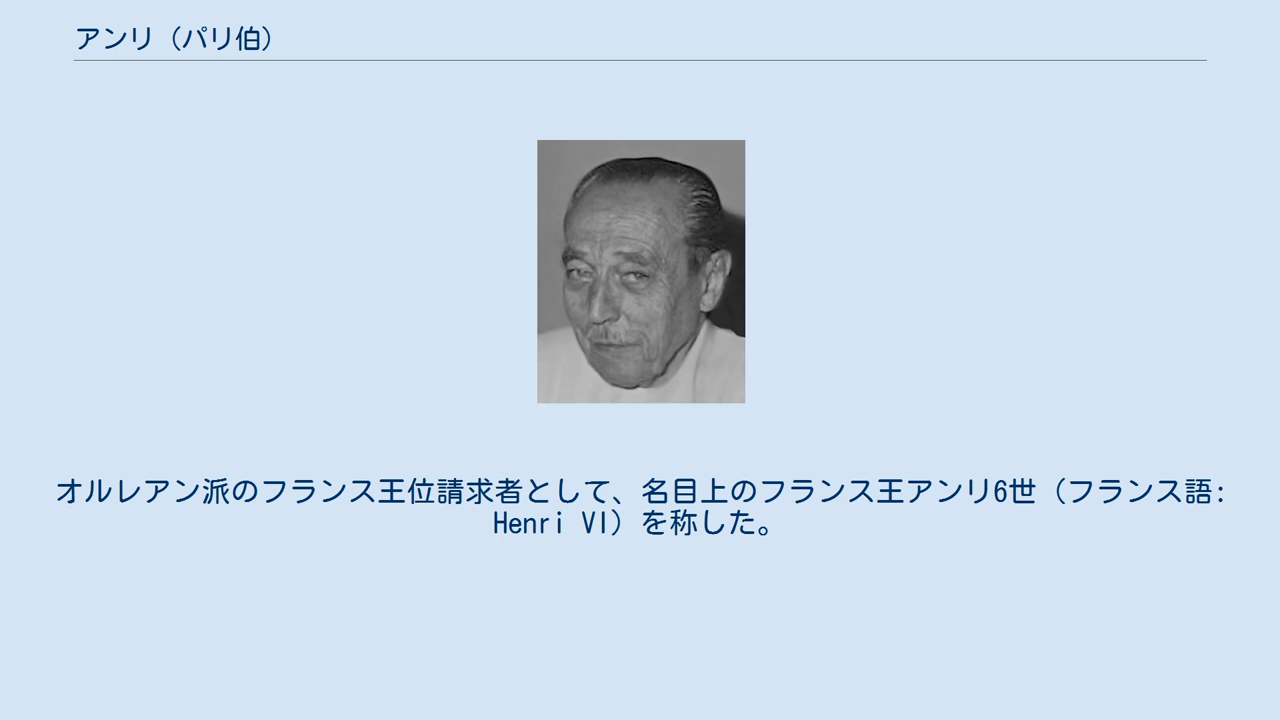 アンリ（パリ伯）
オルレアン派のフランス王位請求者として、名目上のフランス王アンリ6世（フランス語:
Henri VI）を称した。